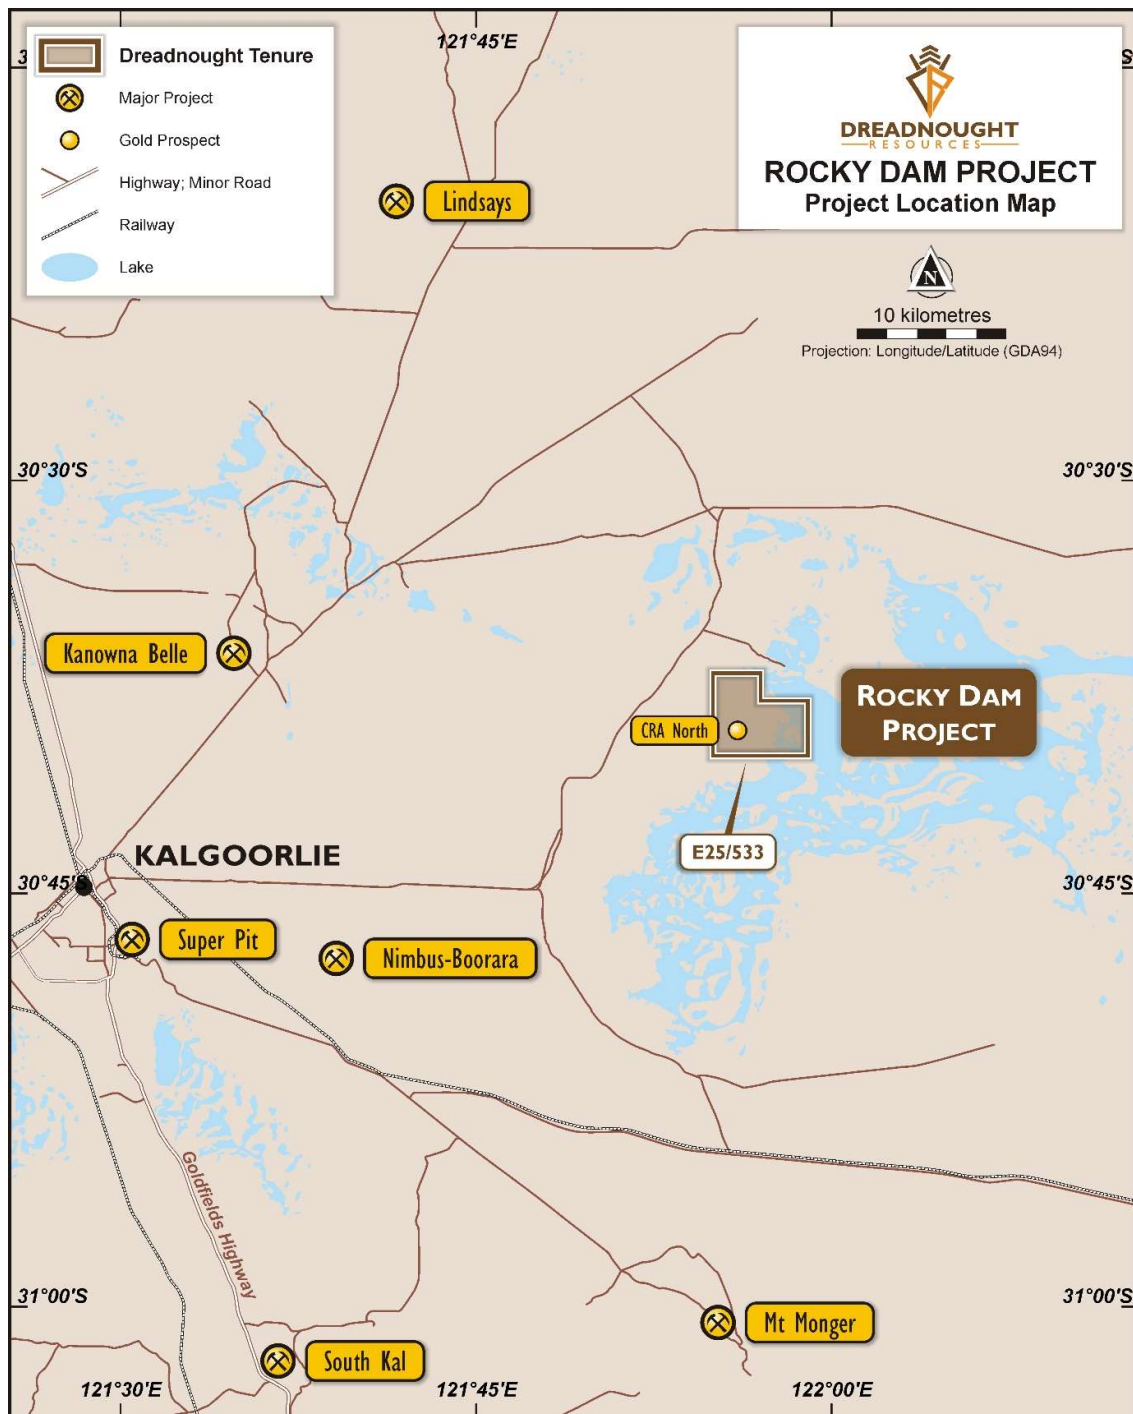 Dreadnought Tenure
Major Project
Gold Prospect
Highway; Minor Road
Railway
Lake
121°45'E
DREADNOUGHT
RESOURCES
ROCKY DAM PROJECT
Project Location Map
N
10 kilometres
Projection: Longitude/Latitude (GDA94)
Lindsays
30°30'S
30°30'S
Kanowna Belle
CRA North
ROCKY DAM
PROJECT
E25/533
KALGOORLIE
30°45'S
30°45'S
Super Pit
Nimbus-Boorara
Goldfields Highway
31°00'S
31°00'S
Mt Monger
South Kal
121°30'E
121°45'E
122°00'E